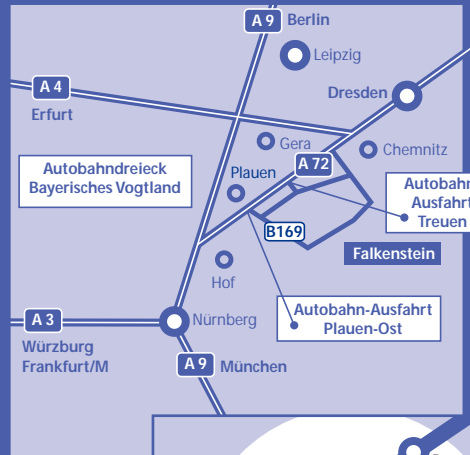 A 9 Berlin
Leipzig
A 4
Dresden
Erfurt
Gera
Chemnitz
A 72
Autobahndreieck
Bayerisches Vogtland
Plauen
Autobahn
Ausfahrt
Treuen
B169
Falkenstein
Hof
Autobahn-Ausfahrt
Plauen-Ost
A 3
Nürnberg
Würzburg
Frankfurt/M
A 9 München